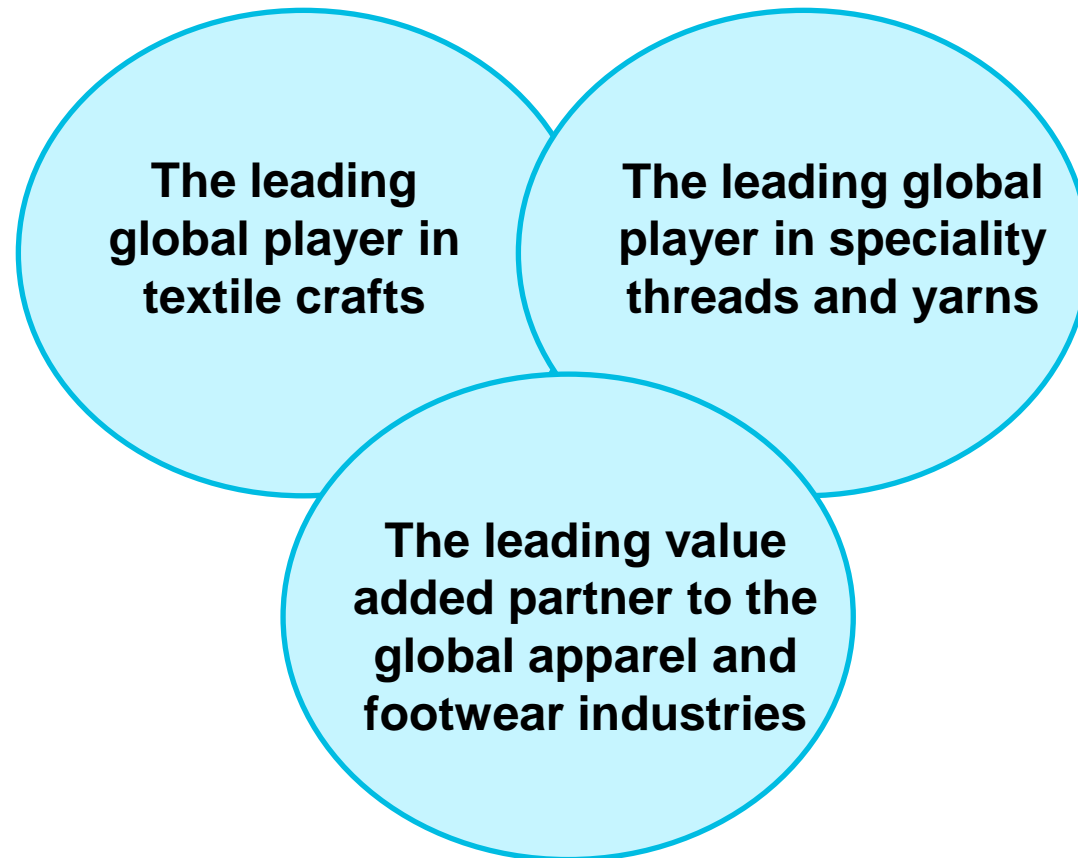 The leading
global player in
textile crafts
The leading global
player in speciality
threads and yarns
The leading value
added partner to the
global apparel and
footwear industries